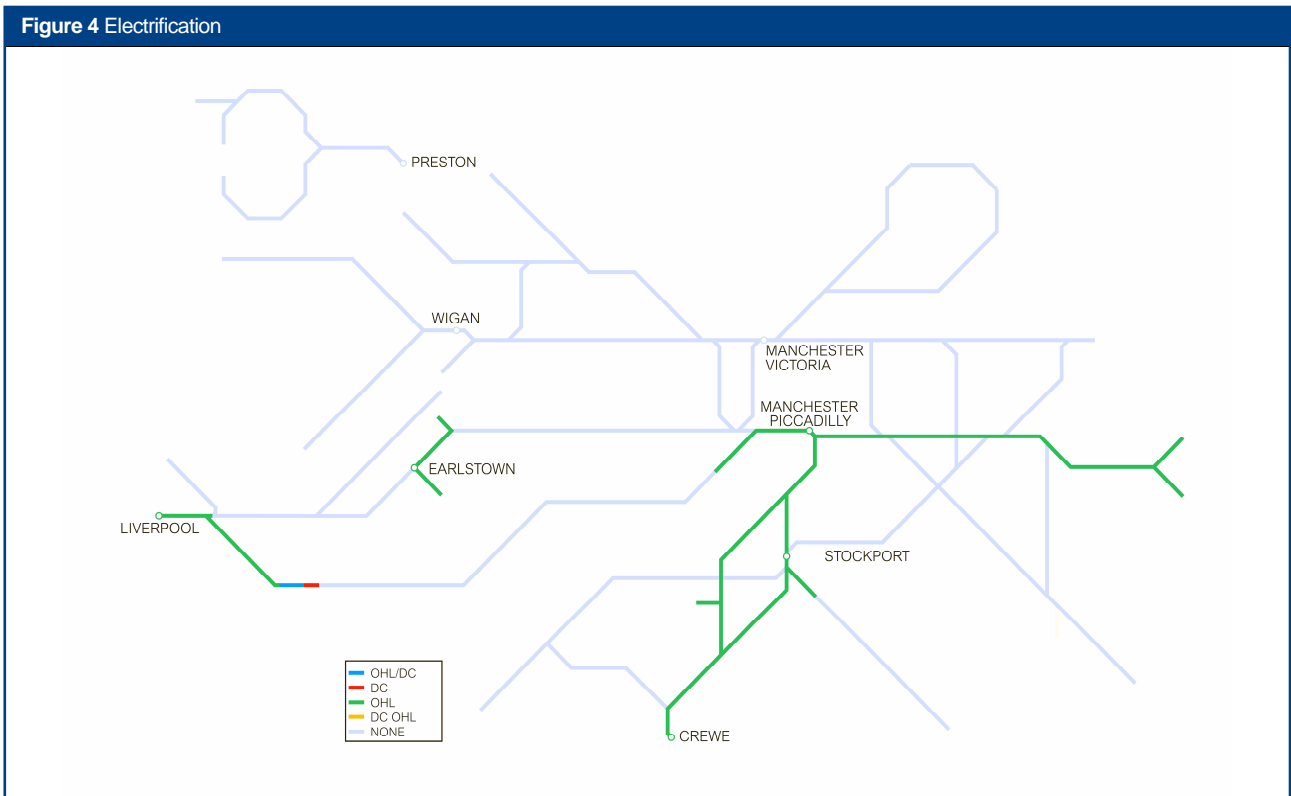 Figure 4 Electrification
PRESTON
WIGAN
MANCHESTER
VICTORIA
MANCHESTER
PICCADILLY
EARLSTOWN
LIVERPOOL
STOCKPORT
OHL/DC
DC
OHL
DC OHL
NONE
CREWE